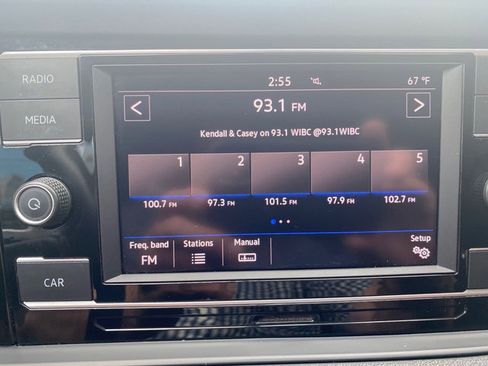 RADIO
MEDIA
CAR
2:55 67 °F
< 93.1 FM >
Kendall & Casey on 93.1 WIBC @93.1WIBC
1 2 3 4 5
100.7 FM 97.3 FM 101.5 FM 97.9 FM 102.7 FM
Freq. band Stations Manual Setup
FM